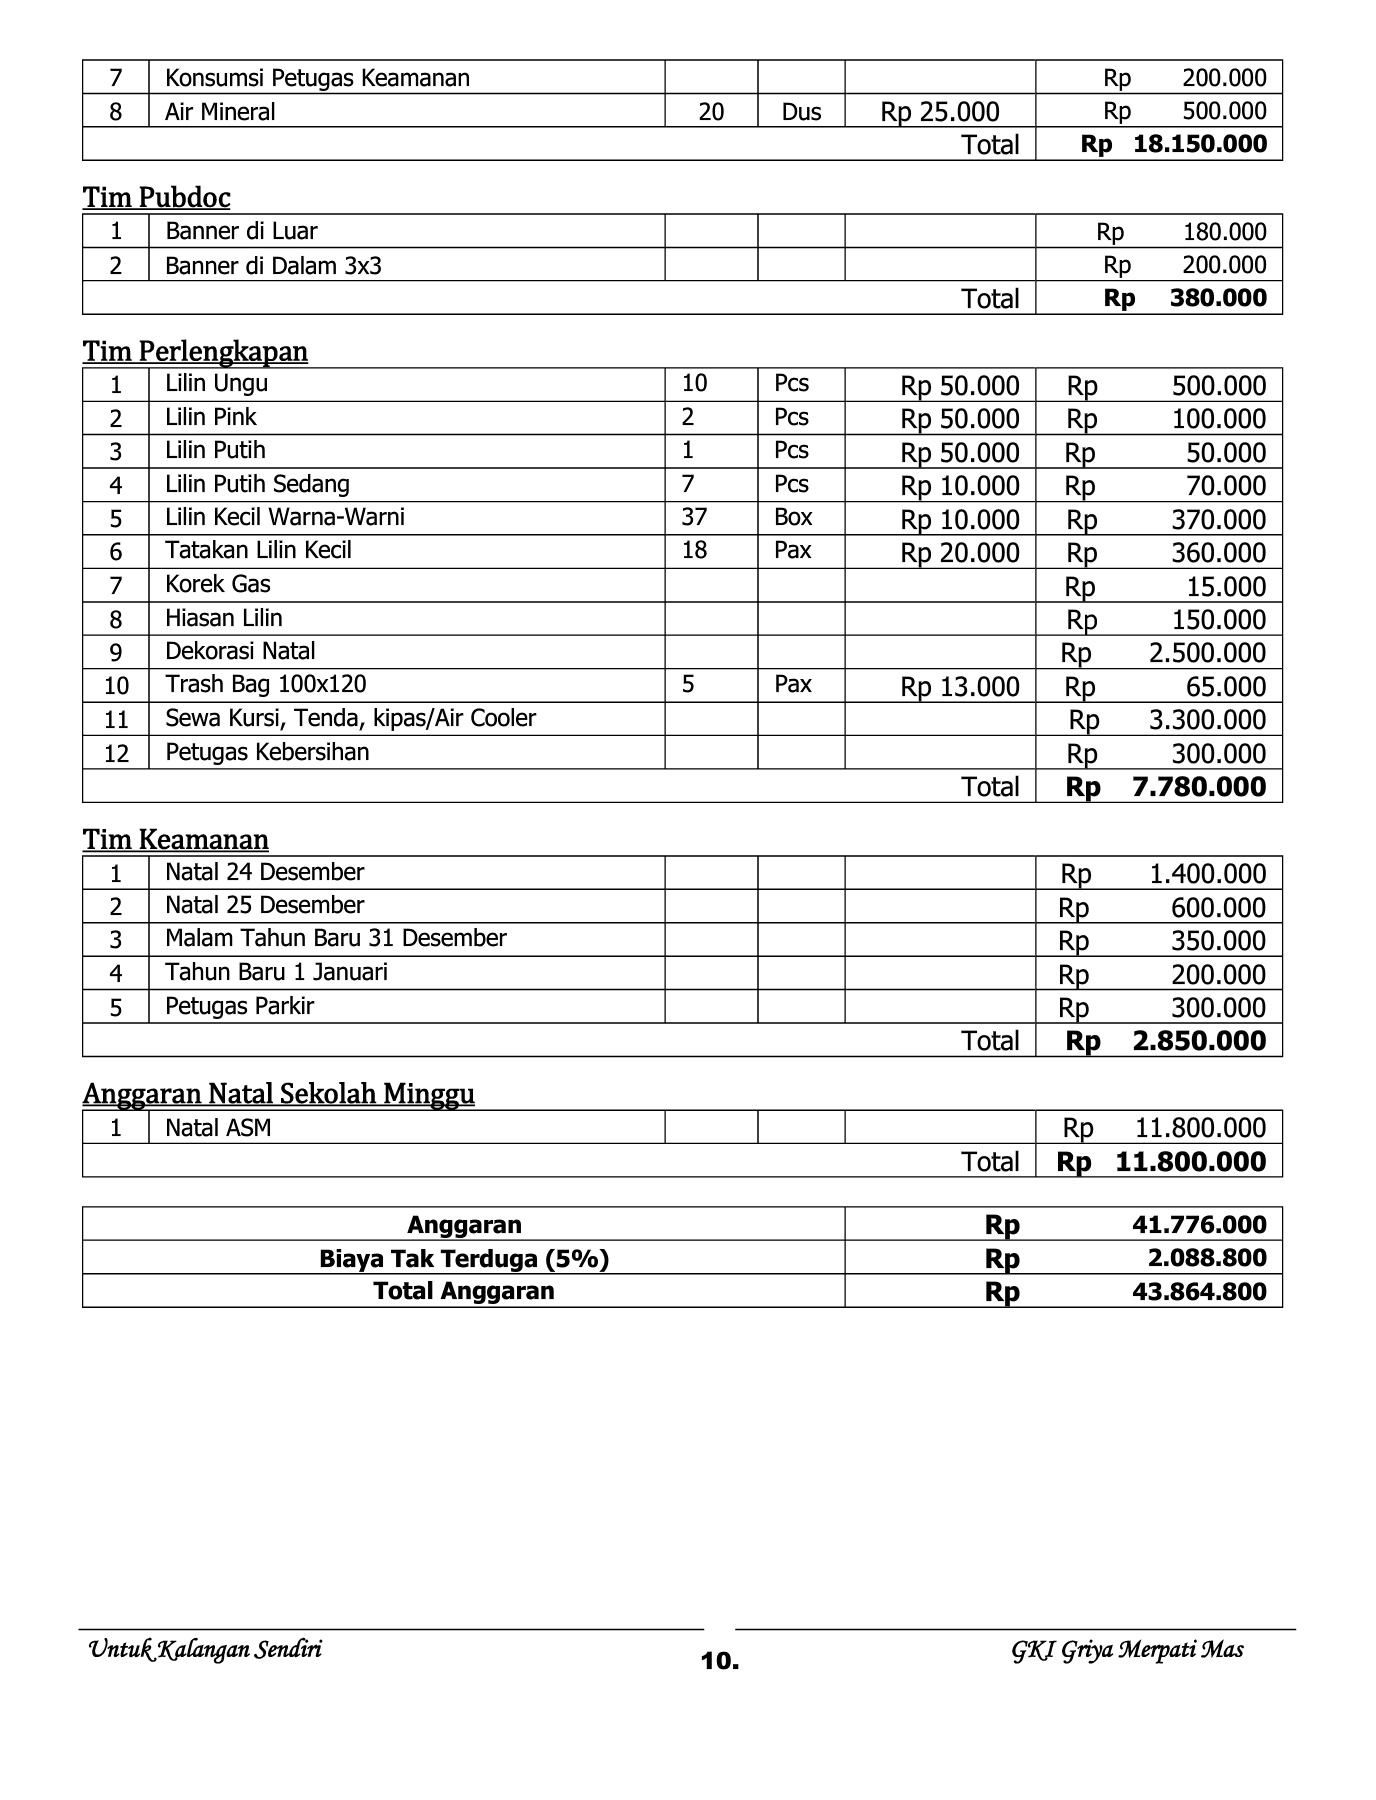 7 Konsumsi Petugas Keamanan Rp 200.000
8 Air Mineral 20 Dus Rp 25.000 Rp 500.000
Total Rp 18.150.000
Tim Pubdoc
1 Banner di Luar Rp 180.000
2 Banner di Dalam 3x3 Rp 200.000
Total Rp 380.000
Tim Perlengkapan
1 Lilin Ungu 10 Pcs Rp 50.000 Rp 500.000
2 Lilin Pink 2 Pcs Rp 50.000 Rp 100.000
3 Lilin Putih 1 Pcs Rp 50.000 Rp 50.000
4 Lilin Putih Sedang 7 Pcs Rp 10.000 Rp 70.000
5 Lilin Kecil Warna-Warni 37 Box Rp 10.000 Rp 370.000
6 Tatakan Lilin Kecil 18 Pax Rp 20.000 Rp 360.000
7 Korek Gas Rp 15.000
8 Hiasan Lilin Rp 150.000
9 Dekorasi Natal Rp 2.500.000
10 Trash Bag 100x120 5 Pax Rp 13.000 Rp 65.000
11 Sewa Kursi, Tenda, kipas/Air Cooler Rp 3.300.000
12 Petugas Kebersihan Rp 300.000
Total Rp 7.780.000
Tim Keamanan
1 Natal 24 Desember Rp 1.400.000
2 Natal 25 Desember Rp 600.000
3 Malam Tahun Baru 31 Desember Rp 350.000
4 Tahun Baru 1 Januari Rp 200.000
5 Petugas Parkir Rp 300.000
Total Rp 2.850.000
Anggaran Natal Sekolah Minggu
1 Natal ASM Rp 11.800.000
Total Rp 11.800.000
Anggaran Rp 41.776.000
Biaya Tak Terduga (5%) Rp 2.088.800
Total Anggaran Rp 43.864.800
Untuk Kalangan Sendiri 10. GKI Griya Merpati Mas